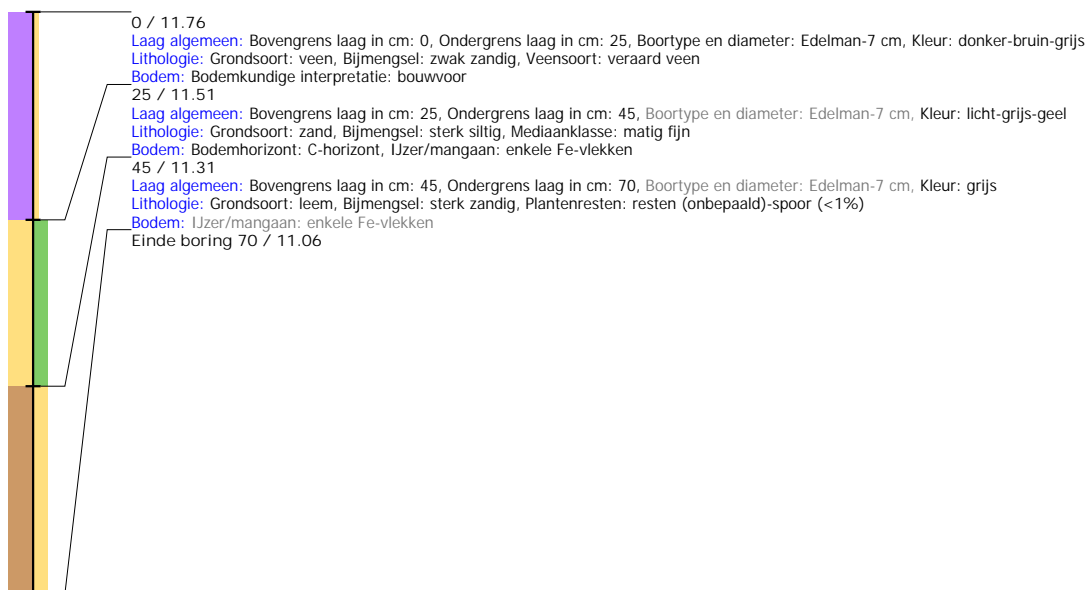 0 / 11.76
Laag algemeen: Bovengrens laag in cm: 0, Ondergrens laag in cm: 25, Boortype en diameter: Edelman-7 cm, Kleur: donker-bruin-grijs
Lithologie: Grondsoort: veen, Bijmengsel: zwak zandig, Veensoort: veraard veen
Bodem: Bodemkundige interpretatie: bouwvoor
25 / 11.51
Laag algemeen: Bovengrens laag in cm: 25, Ondergrens laag in cm: 45, Boortype en diameter: Edelman-7 cm, Kleur: licht-grijs-geel
Lithologie: Grondsoort: zand, Bijmengsel: sterk siltig, Mediaanklasse: matig fijn
Bodem: Bodemhorizont: C-horizont, IJzer/mangaan: enkele Fe-vlekken
45 / 11.31
Laag algemeen: Bovengrens laag in cm: 45, Ondergrens laag in cm: 70, Boortype en diameter: Edelman-7 cm, Kleur: grijs
Lithologie: Grondsoort: leem, Bijmengsel: sterk zandig, Plantenresten: resten (onbepaald)-spoor (<1%)
Bodem: IJzer/mangaan: enkele Fe-vlekken
Einde boring 70 / 11.06